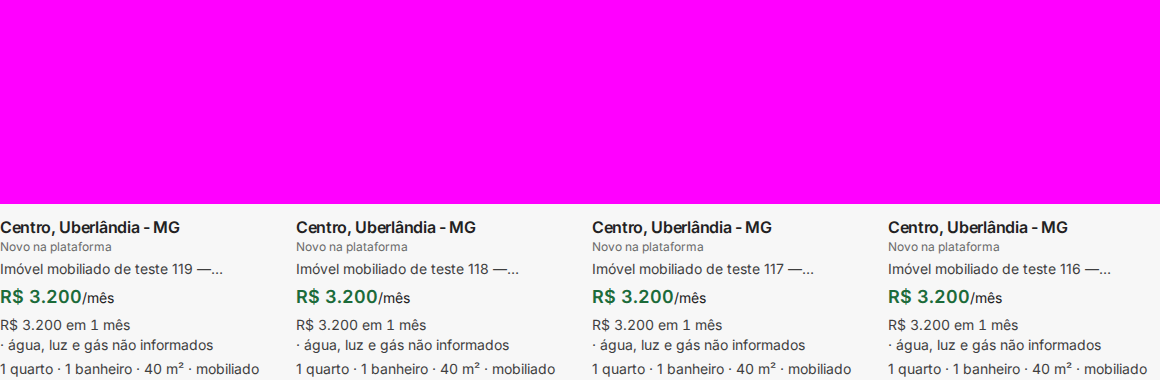 Centro, Uberlândia - MG
Novo na plataforma
Imóvel mobiliado de teste 119 —...
R$ 3.200/mês
R$ 3.200 em 1 mês
· água, luz e gás não informados
1 quarto · 1 banheiro · 40 m² · mobiliado
Centro, Uberlândia - MG
Novo na plataforma
Imóvel mobiliado de teste 118 —...
R$ 3.200/mês
R$ 3.200 em 1 mês
· água, luz e gás não informados
1 quarto · 1 banheiro · 40 m² · mobiliado
Centro, Uberlândia - MG
Novo na plataforma
Imóvel mobiliado de teste 117 —...
R$ 3.200/mês
R$ 3.200 em 1 mês
· água, luz e gás não informados
1 quarto · 1 banheiro · 40 m² · mobiliado
Centro, Uberlândia - MG
Novo na plataforma
Imóvel mobiliado de teste 116 —...
R$ 3.200/mês
R$ 3.200 em 1 mês
· água, luz e gás não informados
1 quarto · 1 banheiro · 40 m² · mobiliado